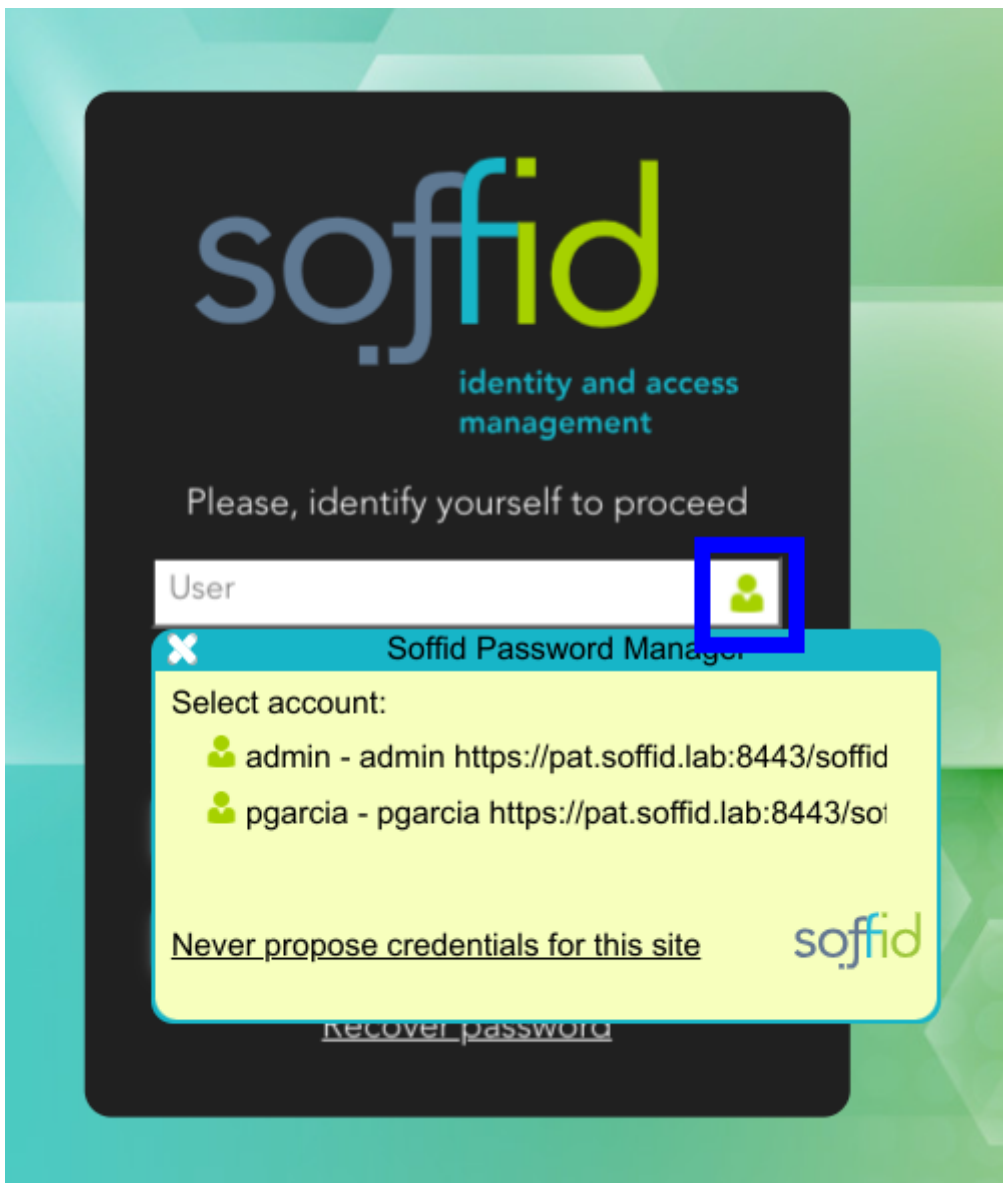 soffid
identity and access
management
Please, identify yourself to proceed
User
Soffid Password Manager
Select account:
admin - admin https://pat.soffid.lab:8443/soffid
pgarcia - pgarcia https://pat.soffid.lab:8443/sof
Never propose credentials for this site
soffid
Recover password